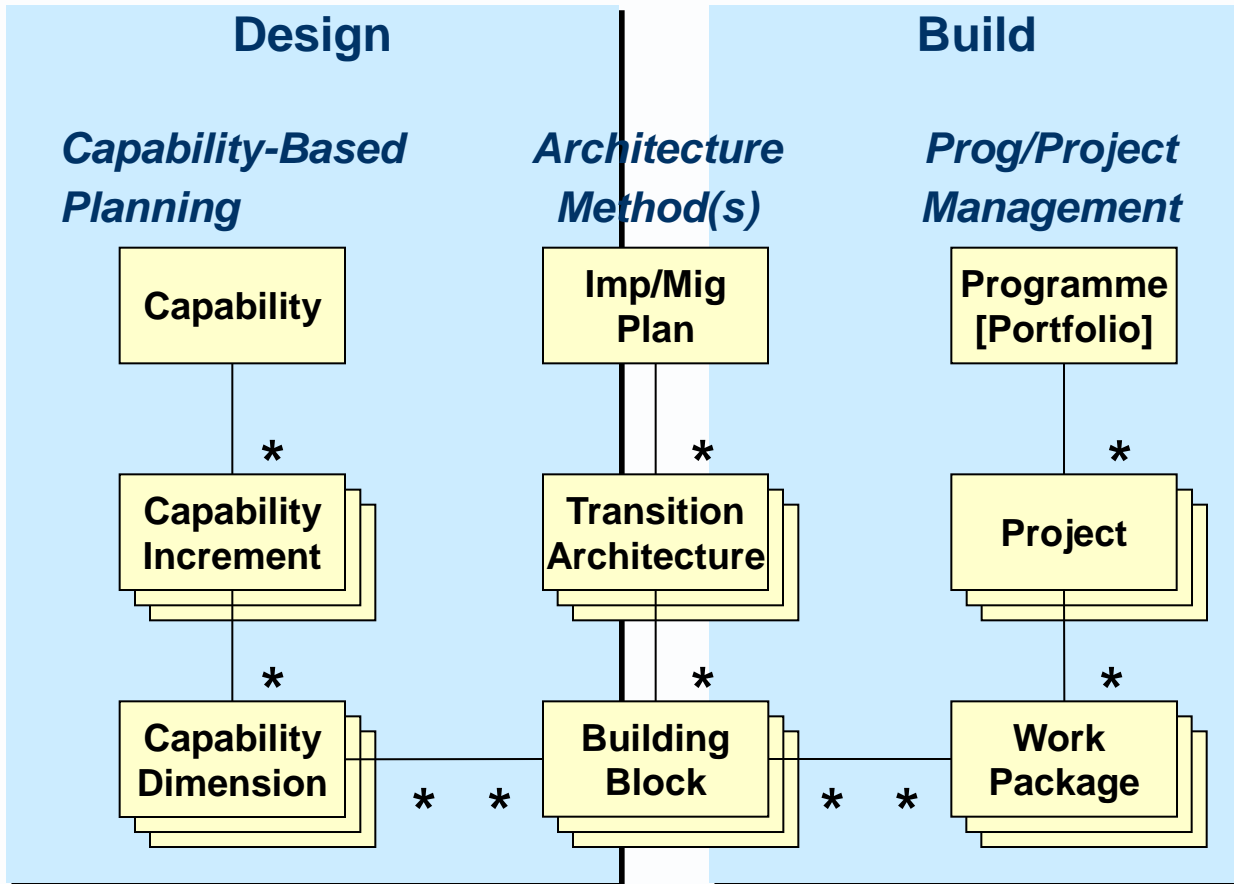 Design
Build
Capability-Based
Planning
Architecture
Method(s)
Prog/Project
Management
Capability
Imp/Mig
Plan
Programme
[Portfolio]
*
*
*
Capability
Increment
Transition
Architecture
Project
*
*
*
Capability
Dimension
Building
Block
Work
Package
* *
* *